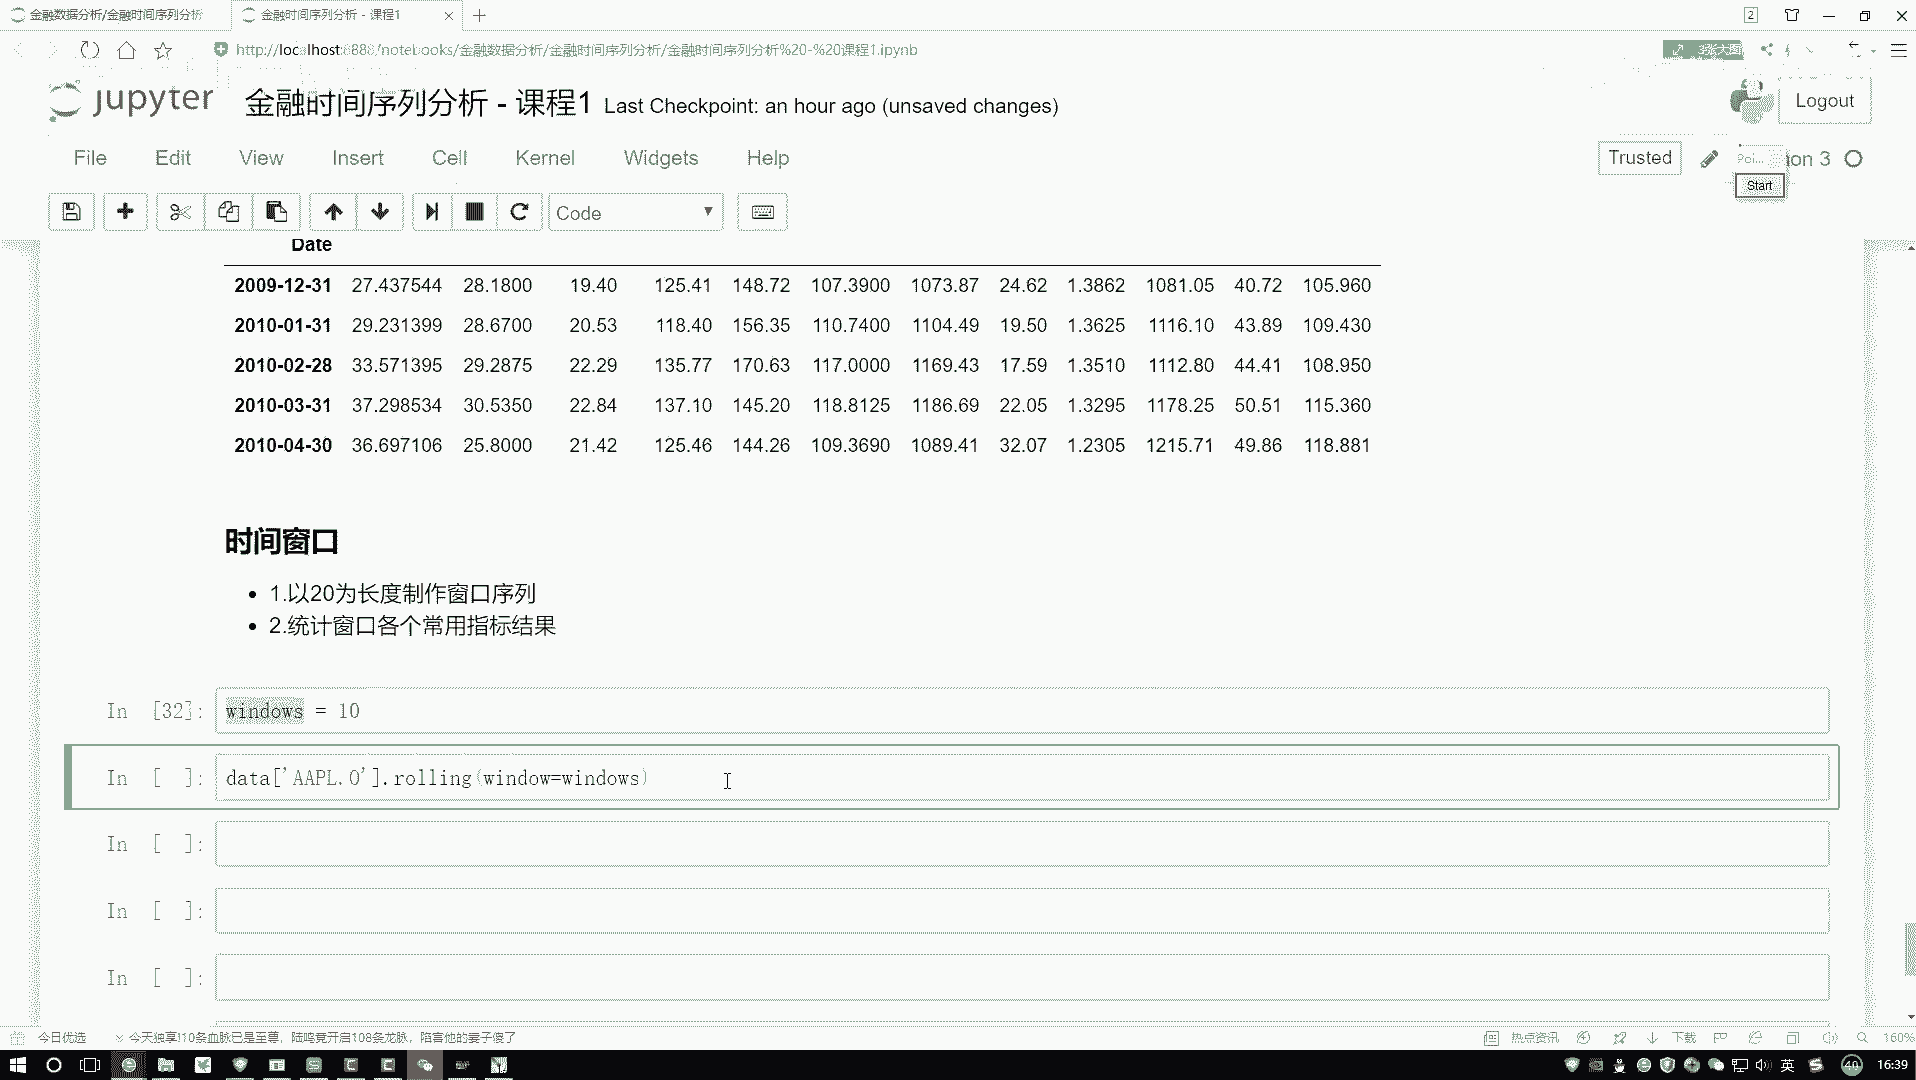 金融数据分析/金融时间序列分析
金融时间序列分析 - 课程1
2
http://localhost:8888/notebooks/金融数据分析/金融时间序列分析/金融时间序列分析%20-%20课程1.ipynb
3张大图
jupyter
金融时间序列分析 - 课程1 Last Checkpoint: an hour ago (unsaved changes)
Logout
File Edit View Insert Cell Kernel Widgets Help
Trusted
Poi...
ion 3
Start
Code
Date
2009-12-31 27.437544 28.1800 19.40 125.41 148.72 107.3900 1073.87 24.62 1.3862 1081.05 40.72 105.960
2010-01-31 29.231399 28.6700 20.53 118.40 156.35 110.7400 1104.49 19.50 1.3625 1116.10 43.89 109.430
2010-02-28 33.571395 29.2875 22.29 135.77 170.63 117.0000 1169.43 17.59 1.3510 1112.80 44.41 108.950
2010-03-31 37.298534 30.5350 22.84 137.10 145.20 118.8125 1186.69 22.05 1.3295 1178.25 50.51 115.360
2010-04-30 36.697106 25.8000 21.42 125.46 144.26 109.3690 1089.41 32.07 1.2305 1215.71 49.86 118.881
时间窗口
1.以20为长度制作窗口序列
2.统计窗口各个常用指标结果
In [32]: windows = 10
In [ ]: data['AAPL.O'].rolling(window=windows)
In [ ]:
In [ ]:
In [ ]:
今日优选
今天独享!10条血脉已是至尊，陆鸣竟开启108条龙脉，陷害他的妻子傻了
热点资讯
下载
160%
英
40
16:39